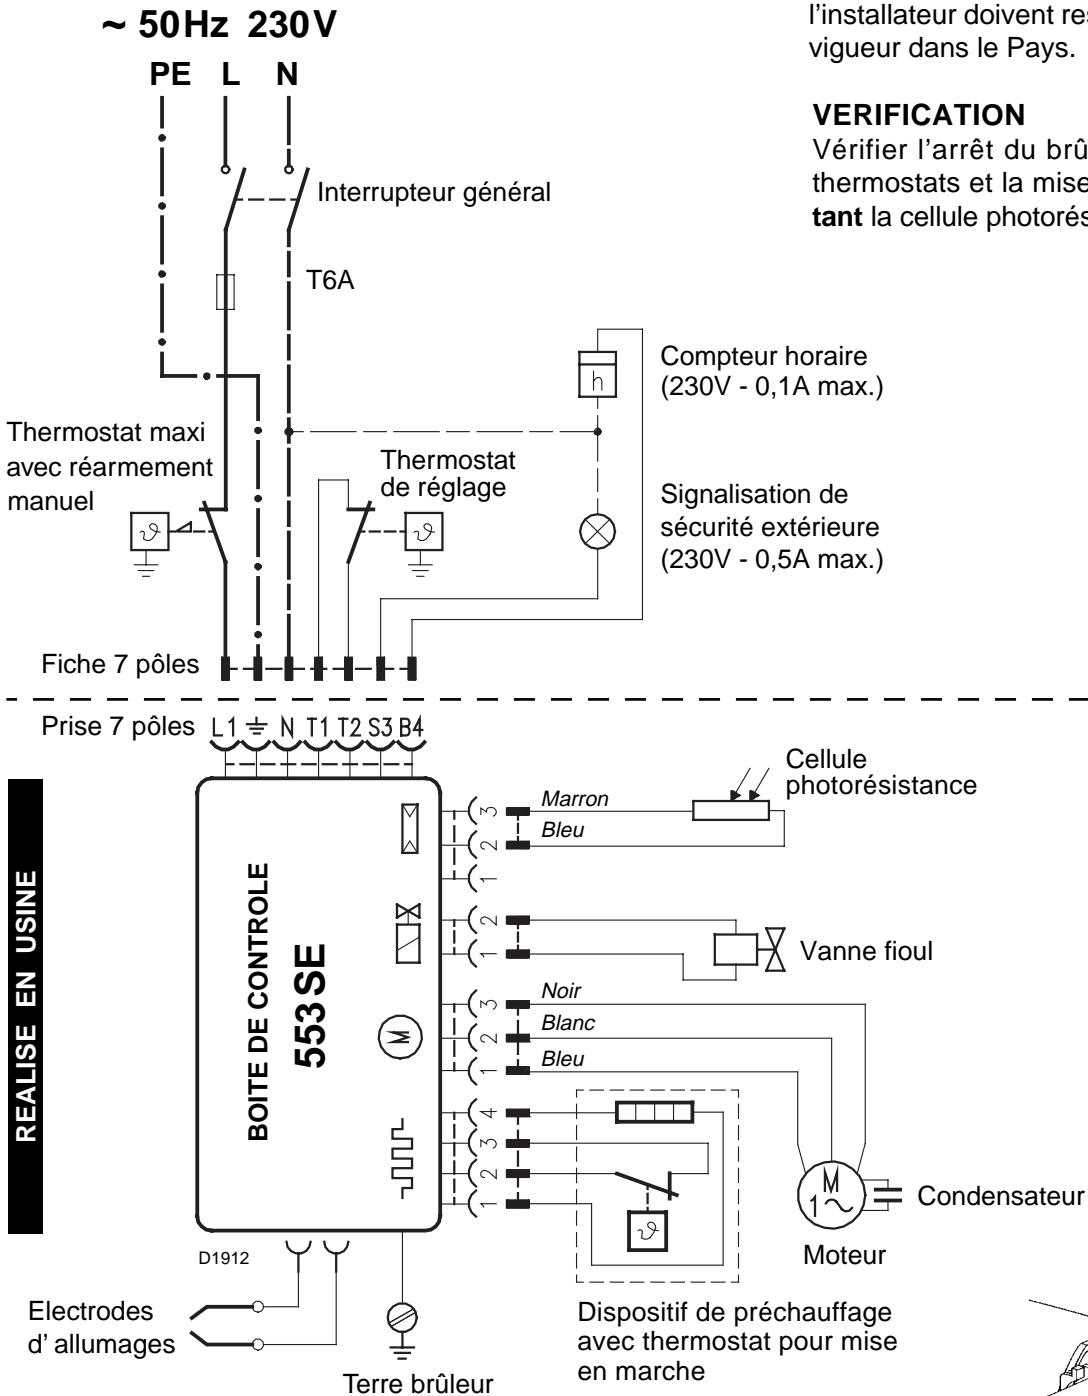 ~ 50Hz 230V
PE L N
l'installateur doivent res
vigueur dans le Pays.
VERIFICATION
Vérifier l'arrêt du brû
thermostats et la mise
tant la cellule photorés
Interrupteur général
T6A
Compteur horaire
(230V - 0,1A max.)
h
Thermostat maxi
avec réarmement
manuel
Thermostat
de réglage
Signalisation de
sécurité extérieure
(230V - 0,5A max.)
ϑ
ϑ
Fiche 7 pôles
Prise 7 pôles
L1 N T1 T2 S3 B4
REALISE EN USINE
BOITE DE CONTROLE
553 SE
Cellule
photorésistance
3 Marron
2 Bleu
1
2
1
Vanne fioul
3 Noir
2 Blanc
1 Bleu
M
4
3
2
1
ϑ
M
1~
Condensateur
Moteur
D1912
Electrodes
d' allumages
Terre brûleur
Dispositif de préchauffage
avec thermostat pour mise
en marche